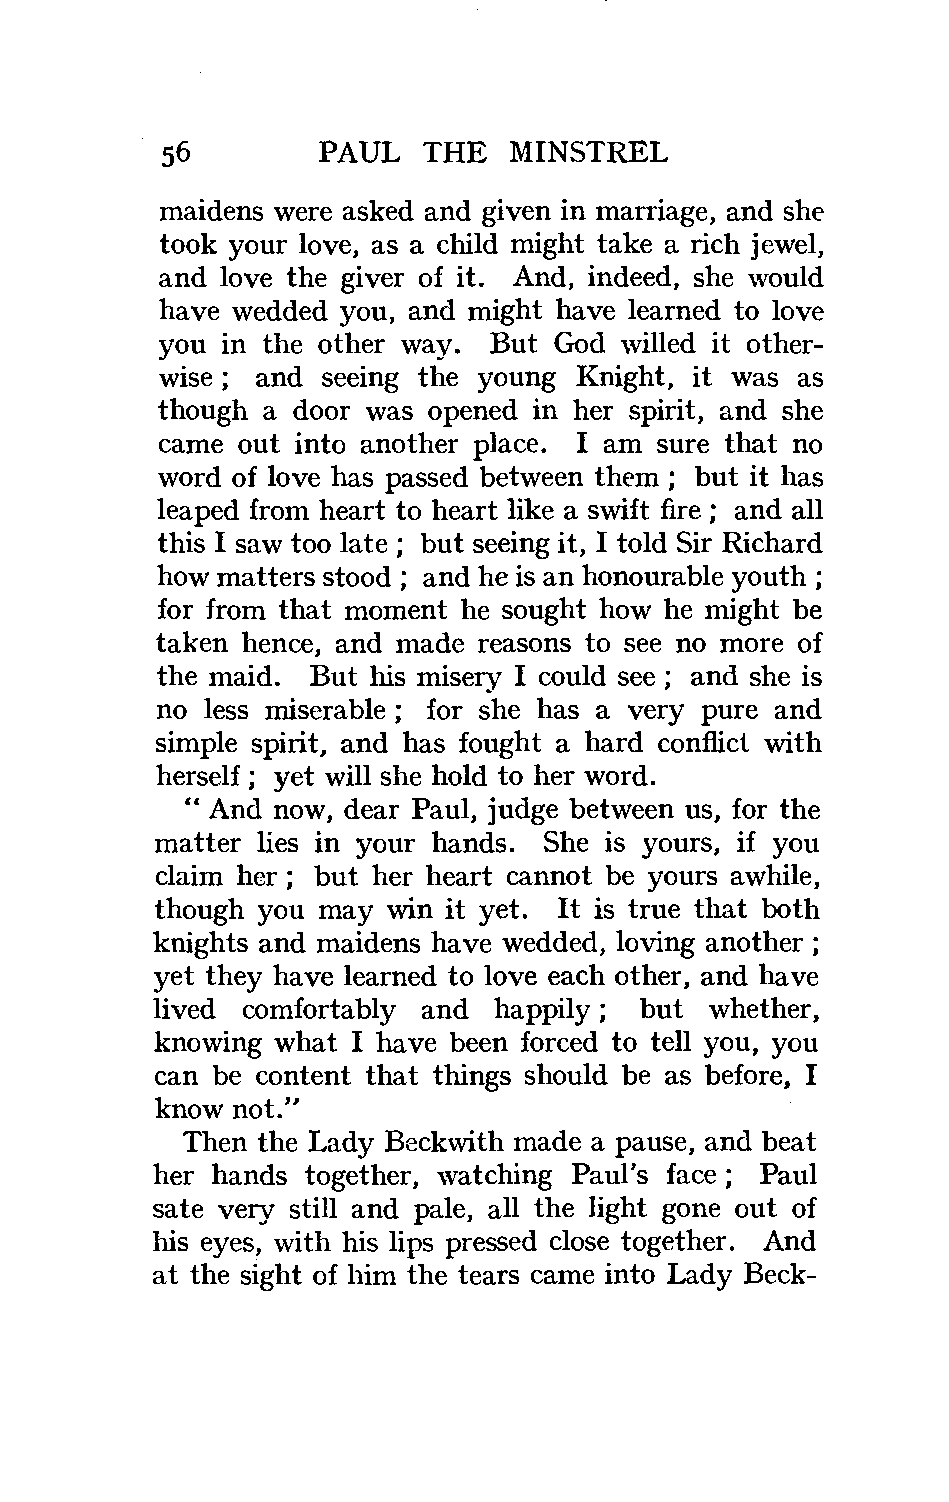 56 PAUL THE MINSTREL
maidens were asked and given in marriage, and she
took your love, as a child might take a rich jewel,
and love the giver of it. And, indeed, she would
have wedded you, and might have learned to love
you in the other way. But God willed it other-
wise ; and seeing the young Knight, it was as
though a door was opened in her spirit, and she
came out into another place. I am sure that no
word of love has passed between them ; but it has
leaped from heart to heart like a swift fire ; and all
this I saw too late ; but seeing it, I told Sir Richard
how matters stood ; and he is an honourable youth ;
for from that moment he sought how he might be
taken hence, and made reasons to see no more of
the maid. But his misery I could see ; and she is
no less miserable ; for she has a very pure and
simple spirit, and has fought a hard conflict with
herself ; yet will she hold to her word.
“ And now, dear Paul, judge between us, for the
matter lies in your hands. She is yours, if you
claim her ; but her heart cannot be yours awhile,
though you may win it yet. It is true that both
knights and maidens have wedded, loving another ;
yet they have learned to love each other, and have
lived comfortably and happily ; but whether,
knowing what I have been forced to tell you, you
can be content that things should be as before, I
know not.”
Then the Lady Beckwith made a pause, and beat
her hands together, watching Paul's face ; Paul
sate very still and pale, all the light gone out of
his eyes, with his lips pressed close together. And
at the sight of him the tears came into Lady Beck-